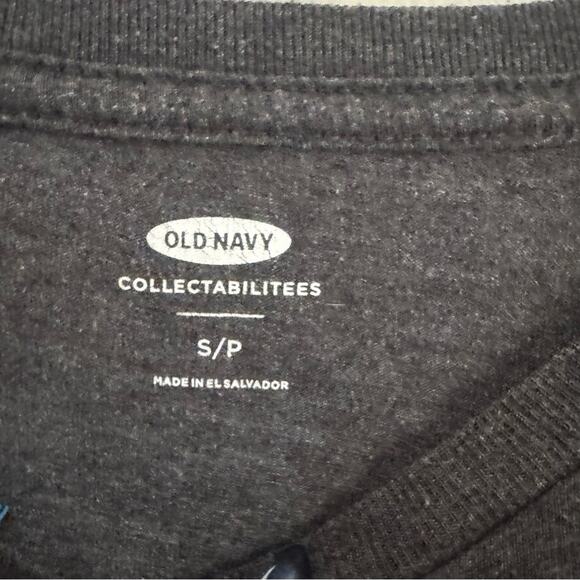 OLD NAVY
COLLECTABILITEES
S/P
MADE IN EL SALVADOR